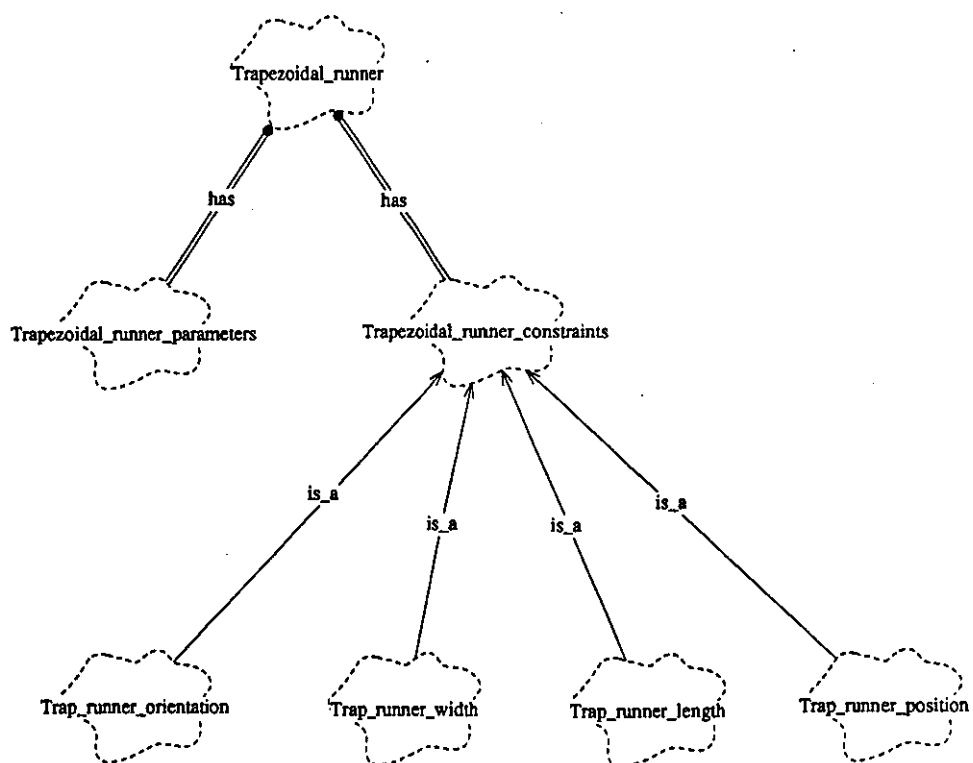 Trapezoidal_runner
has
has
Trapezoidal_runner_parameters
Trapezoidal_runner_constraints
is_a
is_a
is_a
is_a
Trap_runner_orientation
Trap_runner_width
Trap_runner_length
Trap_runner_position